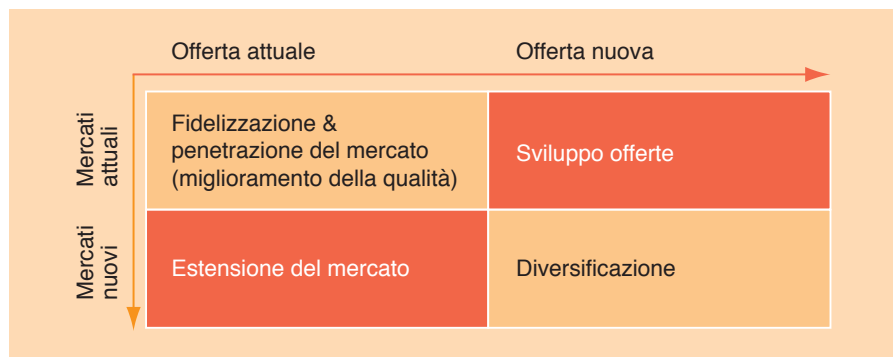 Offerta attuale
Offerta nuova
Mercati
attuali
Fidelizzazione &
penetrazione del mercato
(miglioramento della qualità)
Sviluppo offerte
Mercati
nuovi
Estensione del mercato
Diversificazione